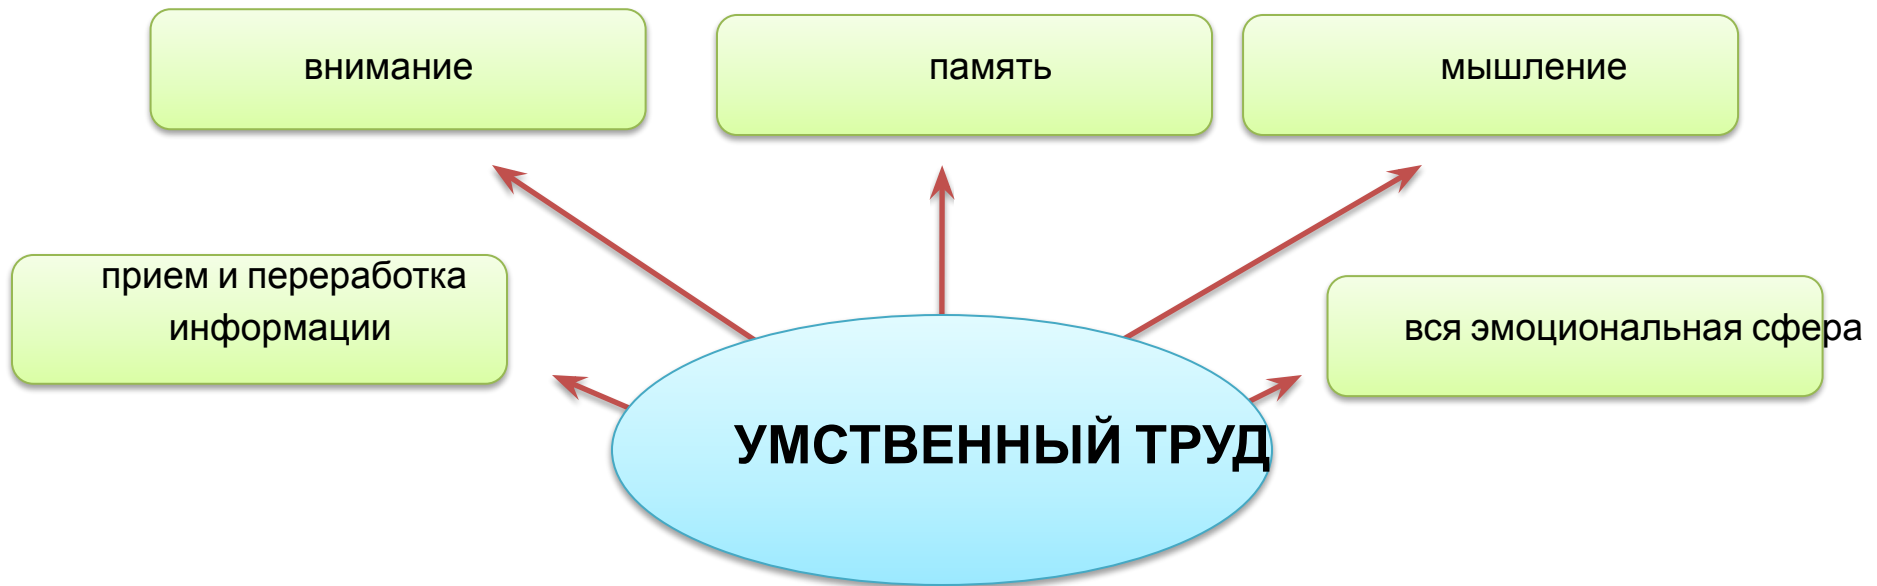 внимание
память
мышление
прием и переработка
информации
вся эмоциональная сфера
УМСТВЕННЫЙ ТРУД